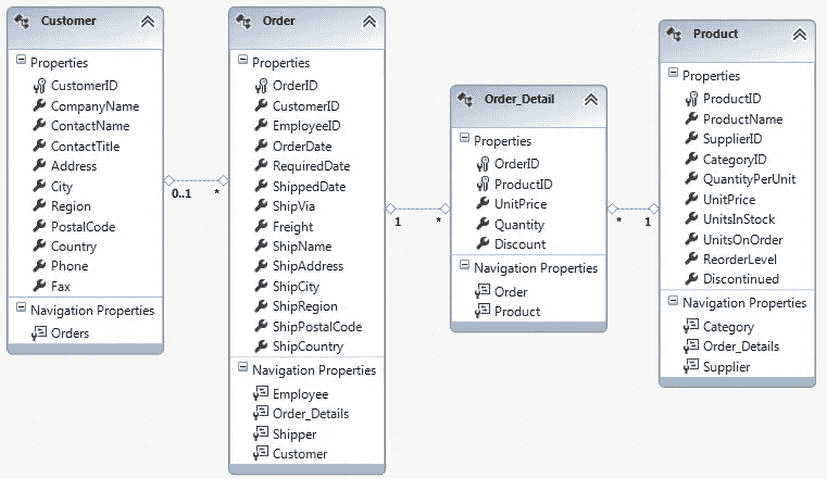 Customer
Properties
CustomerID
CompanyName
ContactName
ContactTitle
Address
City
Region
PostalCode
Country
Phone
Fax
Navigation Properties
Orders
0..1
*
Order
Properties
OrderID
CustomerID
EmployeeID
OrderDate
RequiredDate
ShippedDate
ShipVia
Freight
ShipName
ShipAddress
ShipCity
ShipRegion
ShipPostalCode
ShipCountry
Navigation Properties
Employee
Order_Details
Shipper
Customer
1
*
Order_Detail
Properties
OrderID
ProductID
UnitPrice
Quantity
Discount
Navigation Properties
Order
Product
*
1
Product
Properties
ProductID
ProductName
SupplierID
CategoryID
QuantityPerUnit
UnitPrice
UnitsInStock
UnitsOnOrder
ReorderLevel
Discontinued
Navigation Properties
Category
Order_Details
Supplier